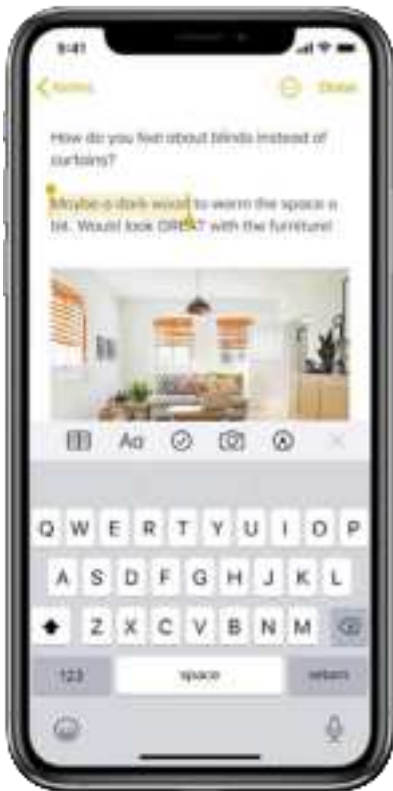 9:41
Notes
Done
How do you feel about blinds instead of
curtains?
Maybe a dark wood to warm the space a
bit. Would look GREAT with the furniture!
Aa
Q W E R T Y U I O P
A S D F G H J K L
Z X C V B N M
123 space return